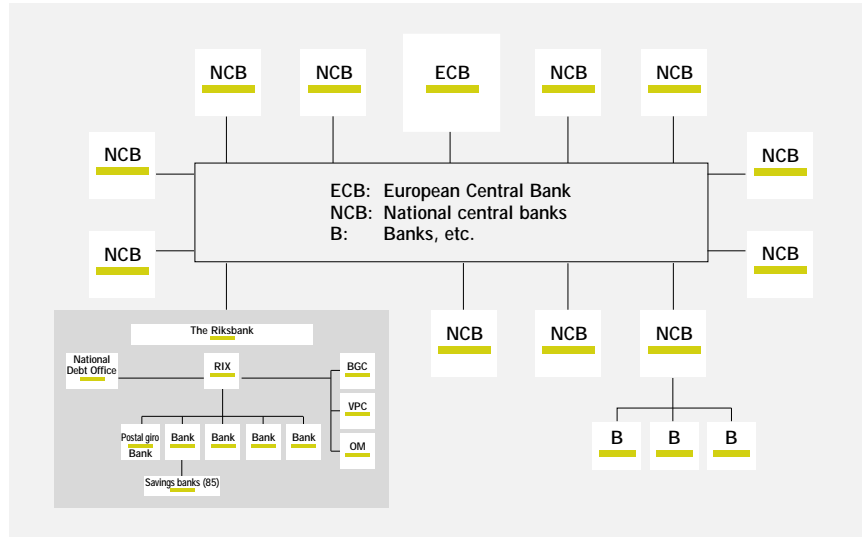 NCB
NCB
ECB
NCB
NCB
NCB
NCB
ECB: European Central Bank
NCB: National central banks
B: Banks, etc.
NCB
NCB
NCB
NCB
NCB
The Riksbank
National
Debt Office
RIX
BGC
VPC
OM
Postal giro
Bank
Bank
Bank
Bank
Bank
Savings banks (85)
B
B
B